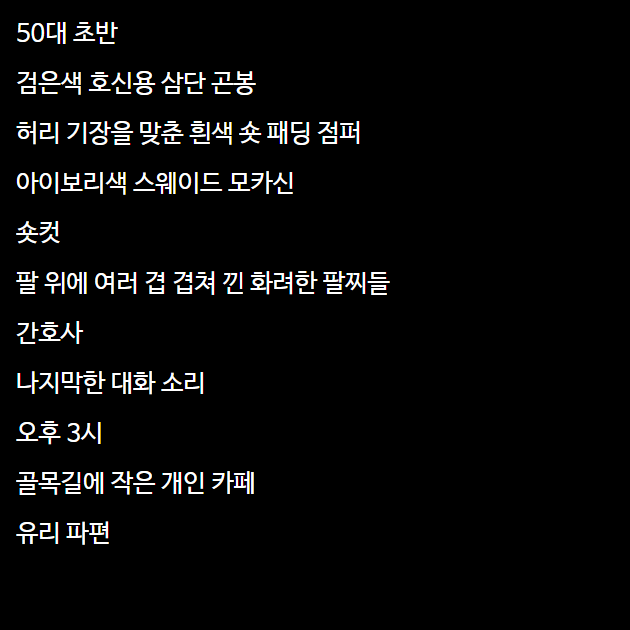 50대 초반
검은색 호신용 삼단 곤봉
허리 기장을 맞춘 흰색 숏 패딩 점퍼
아이보리색 스웨이드 모카신
숏컷
팔 위에 여러 겹 겹쳐 낀 화려한 팔찌들
간호사
나지막한 대화 소리
오후 3시
골목길에 작은 개인 카페
유리 파편